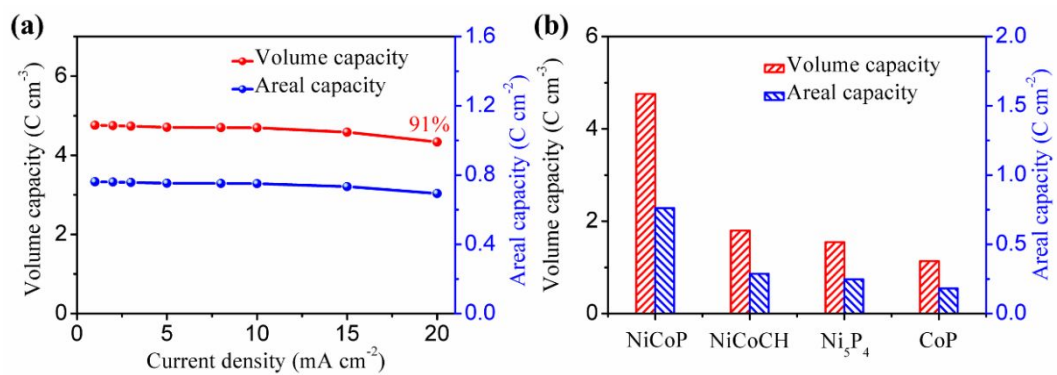 (a)
Volume capacity
Areal capacity
91%
Volume capacity (C cm⁻³)
0
2
4
6
Areal capacity (C cm⁻²)
0.0
0.4
0.8
1.2
1.6
0 5 10 15 20
Current density (mA cm⁻²)
(b)
Volume capacity
Areal capacity
Volume capacity (C cm⁻³)
0
2
4
6
Areal capacity (C cm⁻²)
0.0
0.5
1.0
1.5
2.0
NiCoP NiCoCH Ni₅P₄ CoP